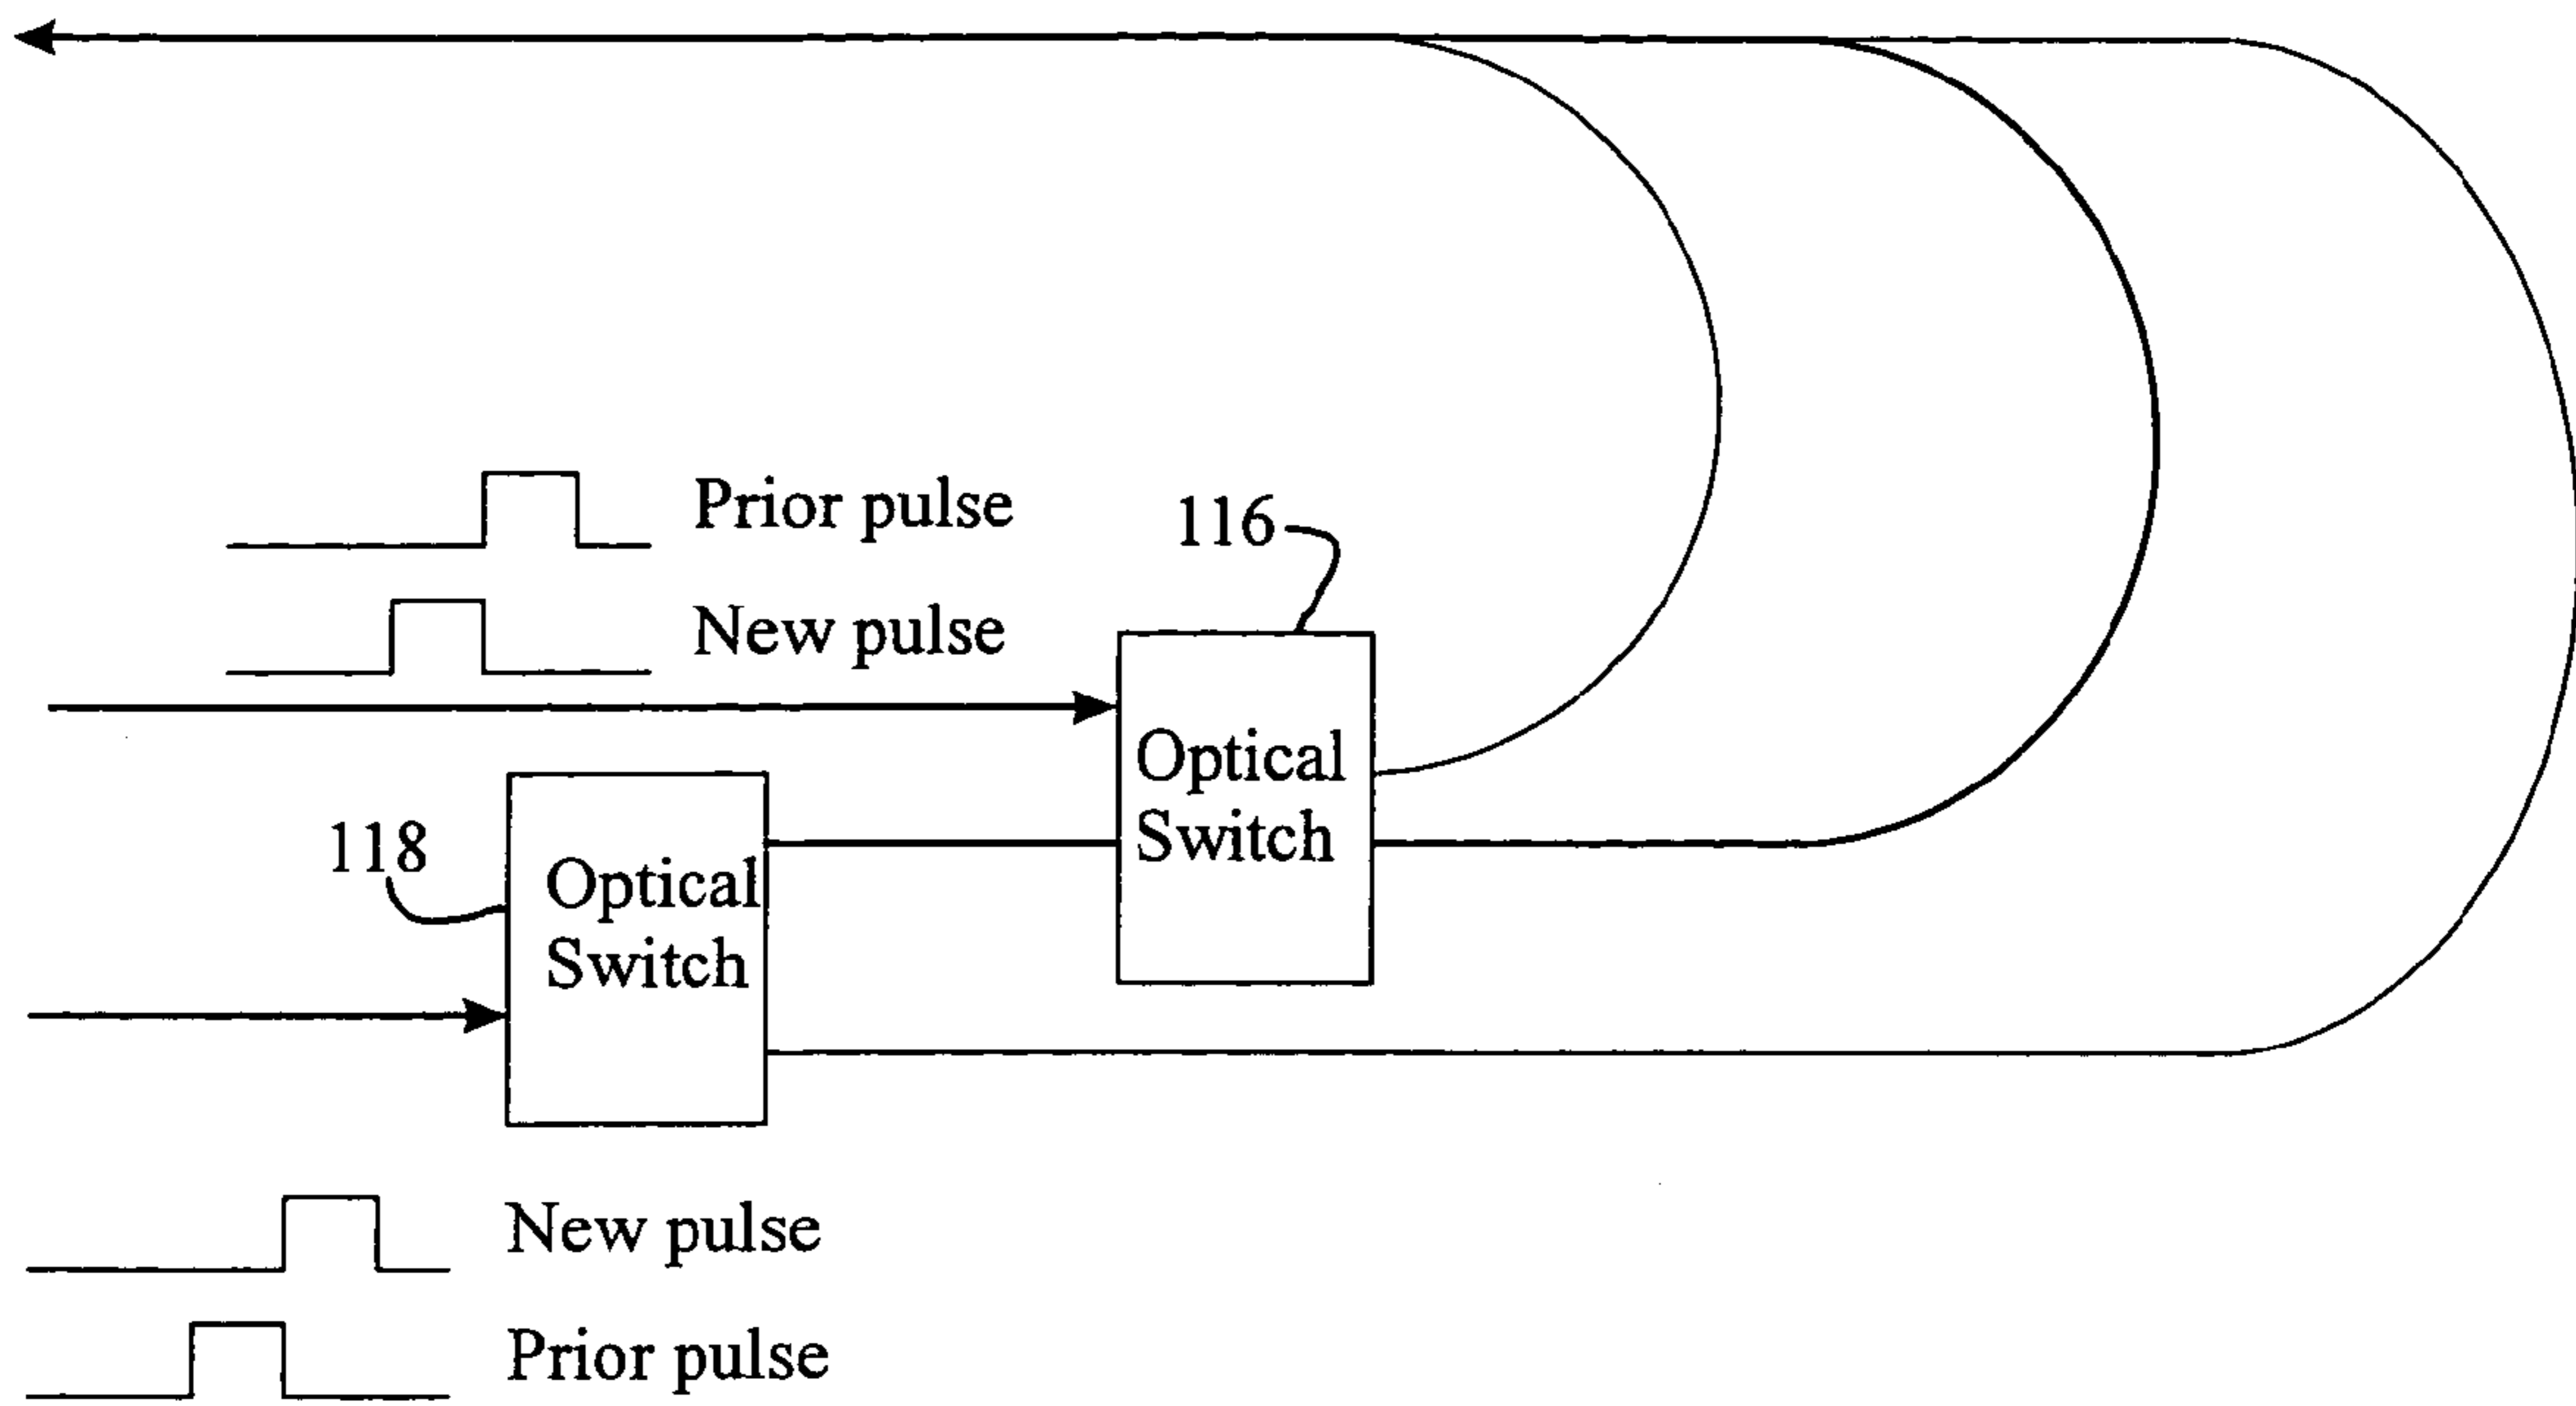 Prior pulse
116
New pulse
Optical
Switch
118
Optical
Switch
New pulse
Prior pulse